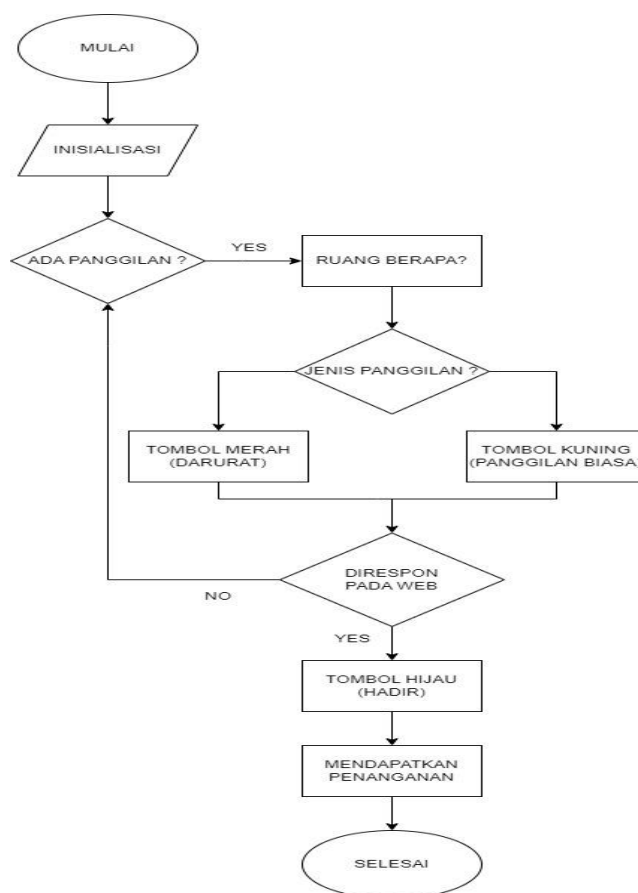 MULAI
INISIALISASI
ADA PANGGILAN ?
YES
RUANG BERAPA?
JENIS PANGGILAN ?
TOMBOL MERAH
(DARURAT)
TOMBOL KUNING
(PANGGILAN BIASA)
DIRESPON
PADA WEB
NO
YES
TOMBOL HIJAU
(HADIR)
MENDAPATKAN
PENANGANAN
SELESAI